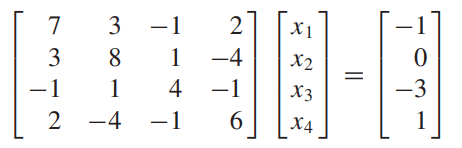 7 3 −1 2 x1 −1
3 8 1 −4 x2 0
−1 1 4 −1 x3 = −3
2 −4 −1 6 x4 1